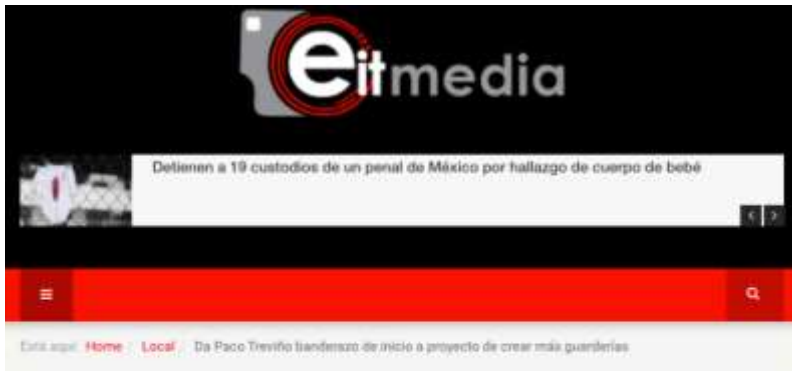 eitmedia
Detienen a 19 custodios de un penal de México por hallazgo de cuerpo de bebé
Está aquí: Home / Local / Da Paco Treviño banderazo de inicio a proyecto de crear más guarderías